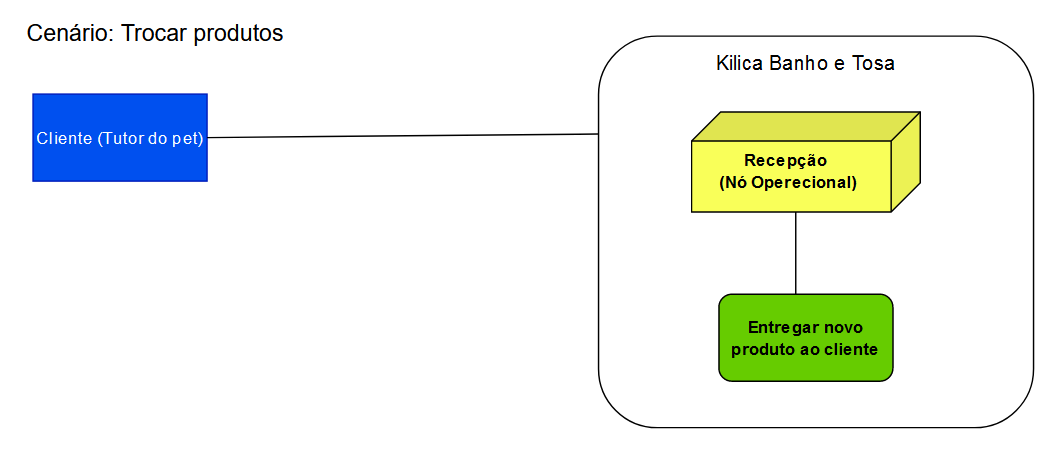 Cenário: Trocar produtos
Kilica Banho e Tosa
Cliente (Tutor do pet)
Recepção
(Nó Operecional)
Entregar novo
produto ao cliente